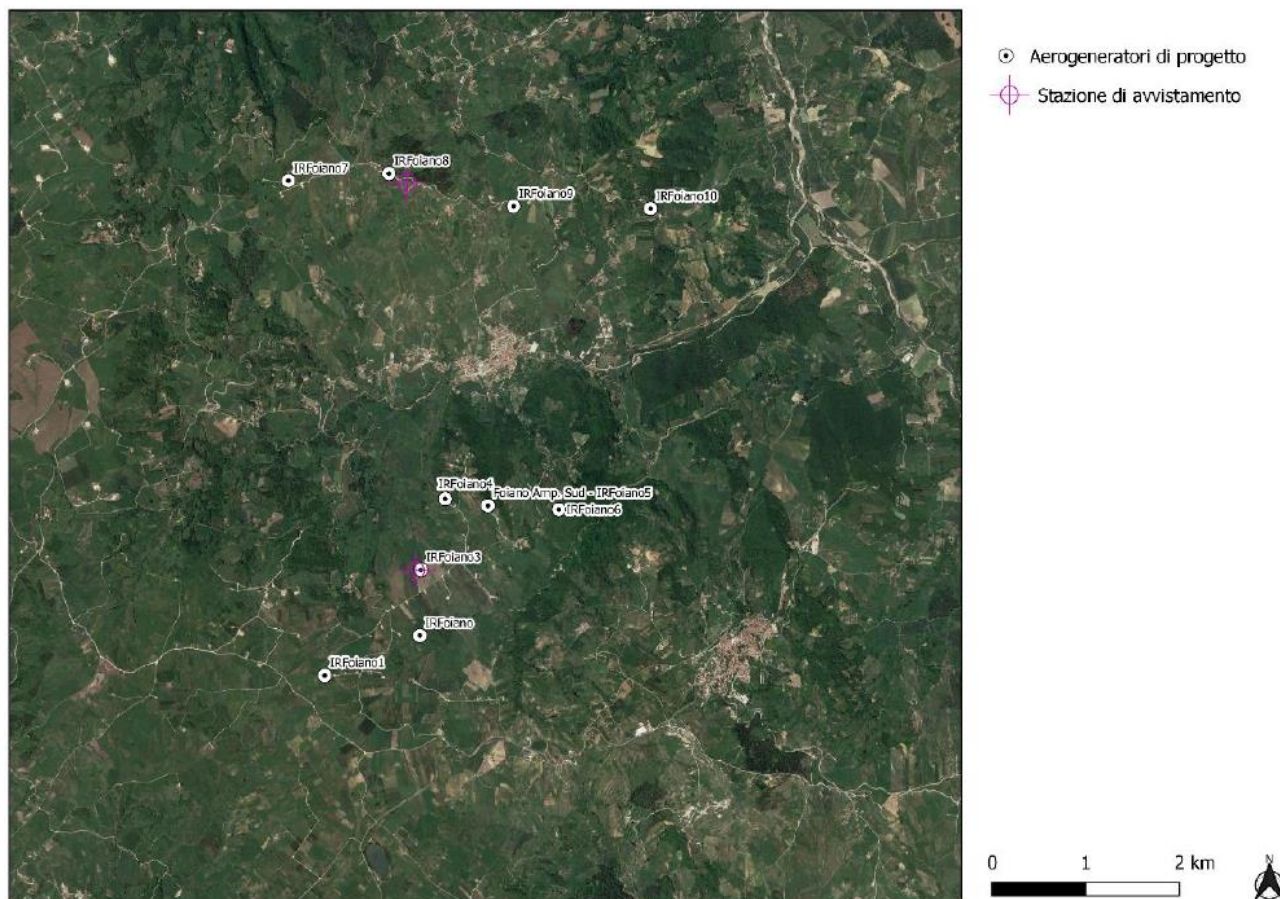 Aerogeneratori di progetto
Stazione di avvistamento
IRFoiano7
IRFoiano8
IRFoiano9
IRFoiano10
IRFoiano4
Foiano Amp. Sud - IRFoiano5
IRFoiano6
IRFoiano3
IRFoiano
IRFoiano1
0 1 2 km
N